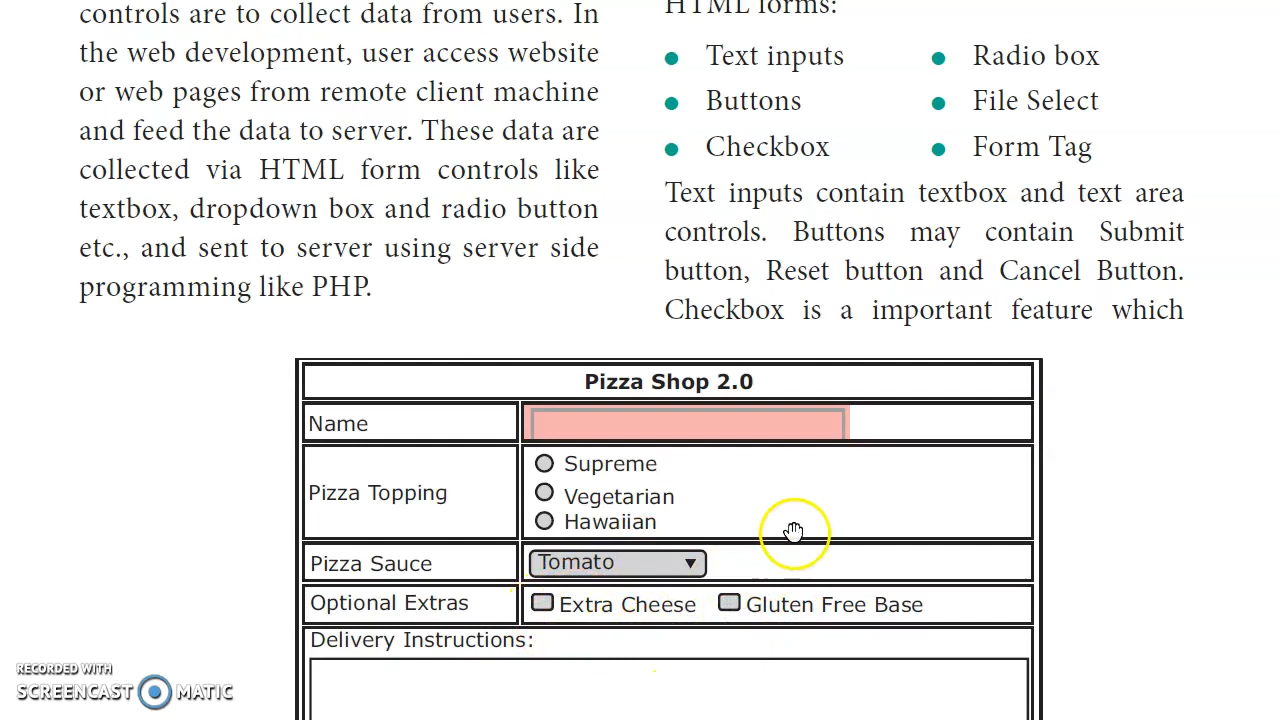 controls are to collect data from users. In
the web development, user access website
or web pages from remote client machine
and feed the data to server. These data are
collected via HTML form controls like
textbox, dropdown box and radio button
etc., and sent to server using server side
programming like PHP.
HTML forms:
Text inputs
Buttons
Checkbox
Radio box
File Select
Form Tag
Text inputs contain textbox and text area
controls. Buttons may contain Submit
button, Reset button and Cancel Button.
Checkbox is a important feature which
Pizza Shop 2.0
Name
Pizza Topping
Supreme
Vegetarian
Hawaiian
Pizza Sauce
Tomato
Optional Extras
Extra Cheese
Gluten Free Base
Delivery Instructions:
RECORDED WITH
SCREENCAST MATIC